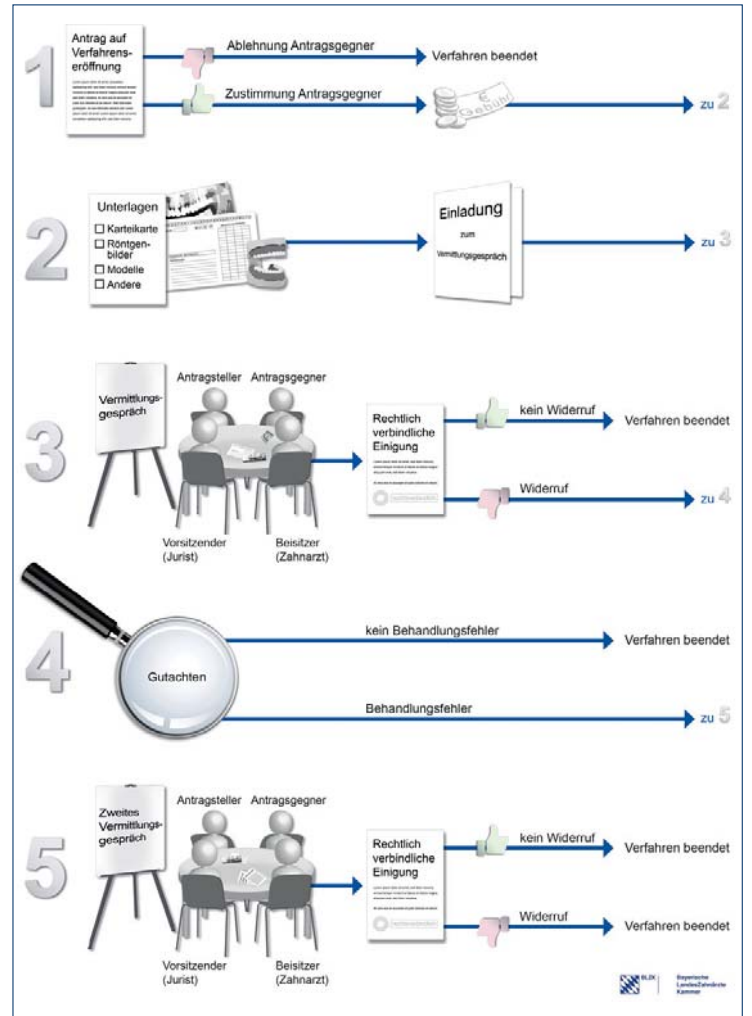 1
Antrag auf
Verfahrens-
eröffnung
Ablehnung Antragsgegner
Verfahren beendet
Zustimmung Antragsgegner
€
Gebühr
zu 2
2
Unterlagen
Karteikarte
Röntgen-
bilder
Modelle
Andere
Einladung
zum
Vermittlungsgespräch
zu 3
3
Vermittlungs-
gespräch
Antragsteller
Antragsgegner
Vorsitzender
(Jurist)
Beisitzer
(Zahnarzt)
Rechtlich
verbindliche
Einigung
kein Widerruf
Verfahren beendet
Widerruf
zu 4
4
Gutachten
kein Behandlungsfehler
Verfahren beendet
Behandlungsfehler
zu 5
5
Zweites
Vermittlungs-
gespräch
Antragsteller
Antragsgegner
Vorsitzender
(Jurist)
Beisitzer
(Zahnarzt)
Rechtlich
verbindliche
Einigung
kein Widerruf
Verfahren beendet
Widerruf
Verfahren beendet
BLZK
Bayerische
LandesZahnärzte
Kammer